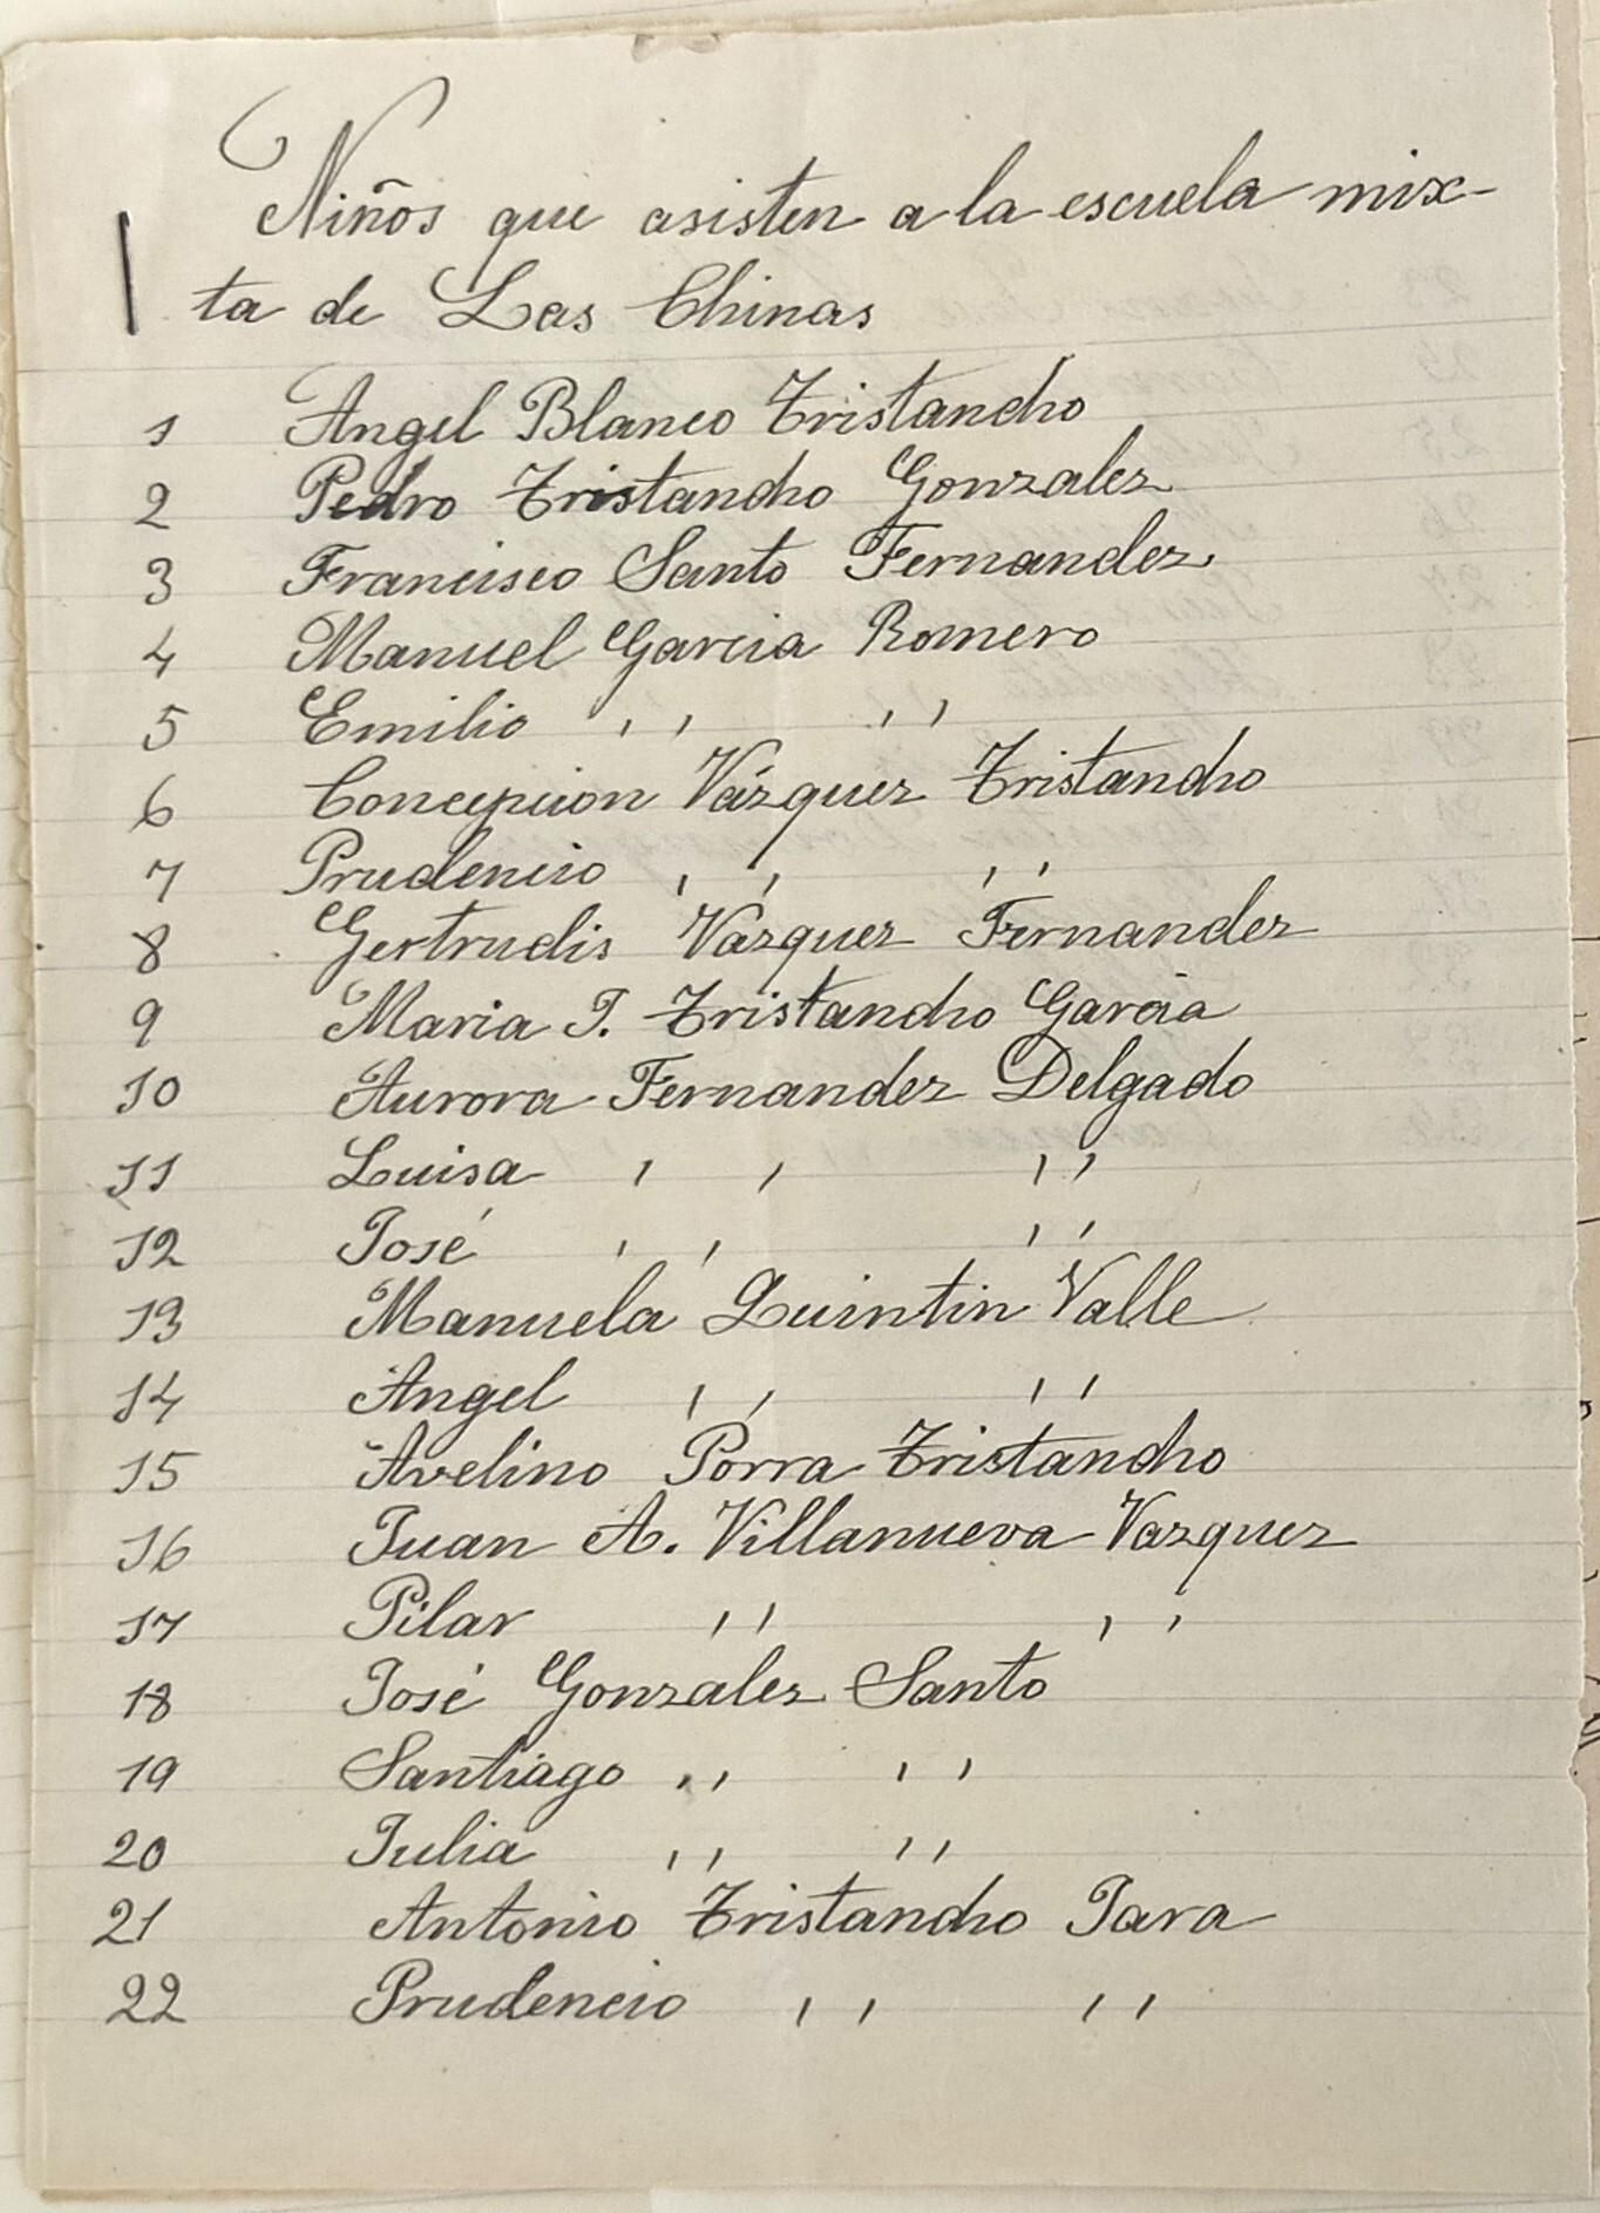 Niños que asisten a la escuela mix-
ta de Las Chinas
1 Angel Blanco Tristancho
2 Pedro Tristancho Gonzalez
3 Francisco Santo Fernandez
4 Manuel Garcia Romero
5 Emilio ,, ,,
6 Concepcion Vázquez Tristancho
7 Prudencio ,, ,,
8 Gertrudis Vazquez Fernandez
9 Maria J. Tristancho Garcia
10 Aurora Fernandez Delgado
11 Luisa ,, ,,
12 José ,, ,,
13 Manuela Quintin Valle
14 Angel ,, ,,
15 Avelino Porra Tristancho
16 Juan A. Villanueva Vazquez
17 Pilar ,, ,,
18 José Gonzalez Santo
19 Santiago ,, ,,
20 Julia ,, ,,
21 Antonio Tristancho Jara
22 Prudencio ,, ,,